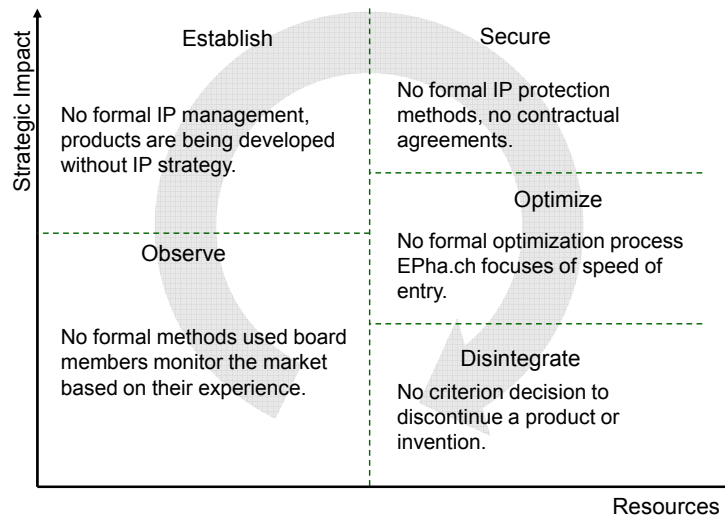 Strategic Impact
Establish
No formal IP management,
products are being developed
without IP strategy.
Secure
No formal IP protection
methods, no contractual
agreements.
Observe
No formal methods used board
members monitor the market
based on their experience.
Optimize
No formal optimization process
EPha.ch focuses of speed of
entry.
Disintegrate
No criterion decision to
discontinue a product or
invention.
Resources